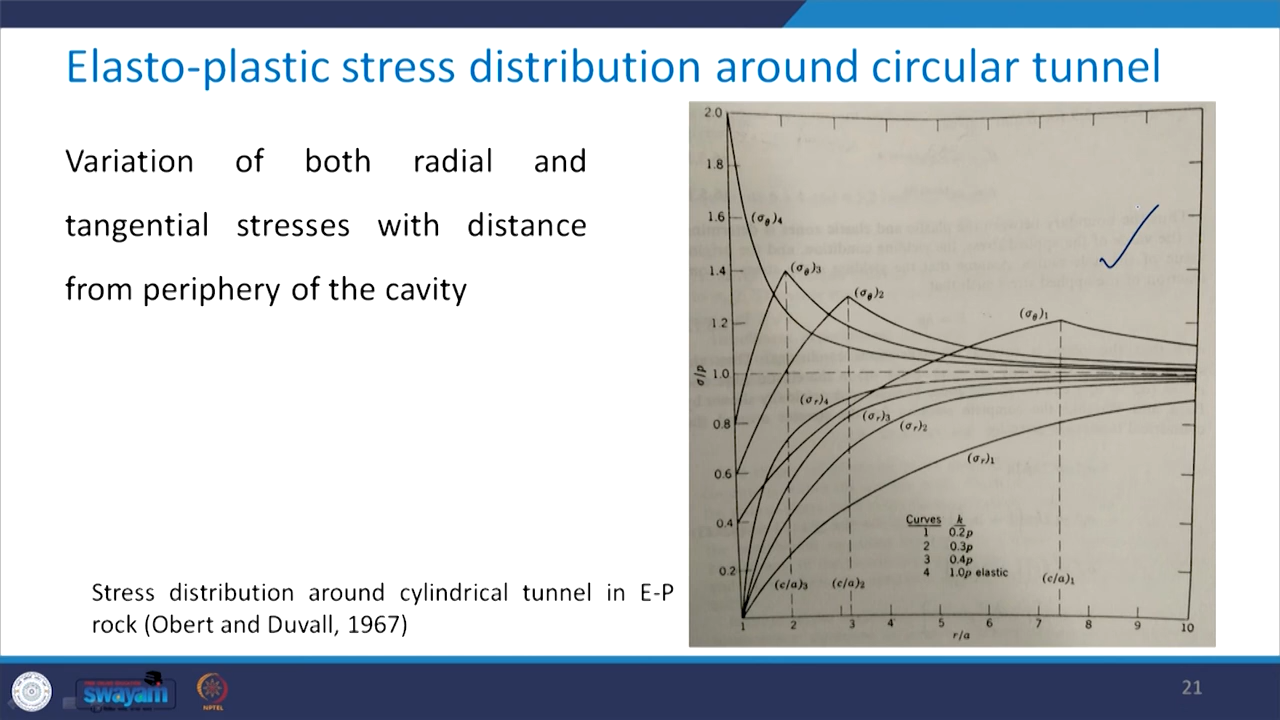 Elasto-plastic stress distribution around circular tunnel
Variation of both radial and
tangential stresses with distance
from periphery of the cavity
Stress distribution around cylindrical tunnel in E-P
rock (Obert and Duvall, 1967)
2.0
1.8
1.6
1.4
1.2
1.0
0.8
0.6
0.4
0.2
σ/p
(σθ)4
(σθ)3
(σθ)2
(σθ)1
(σr)4
(σr)3
(σr)2
(σr)1
Curves k
1 0.2p
2 0.3p
3 0.4p
4 1.0p elastic
(c/a)3 (c/a)2 (c/a)1
1 2 3 4 5 6 7 8 9 10
r/a
swayam
NPTEL
21